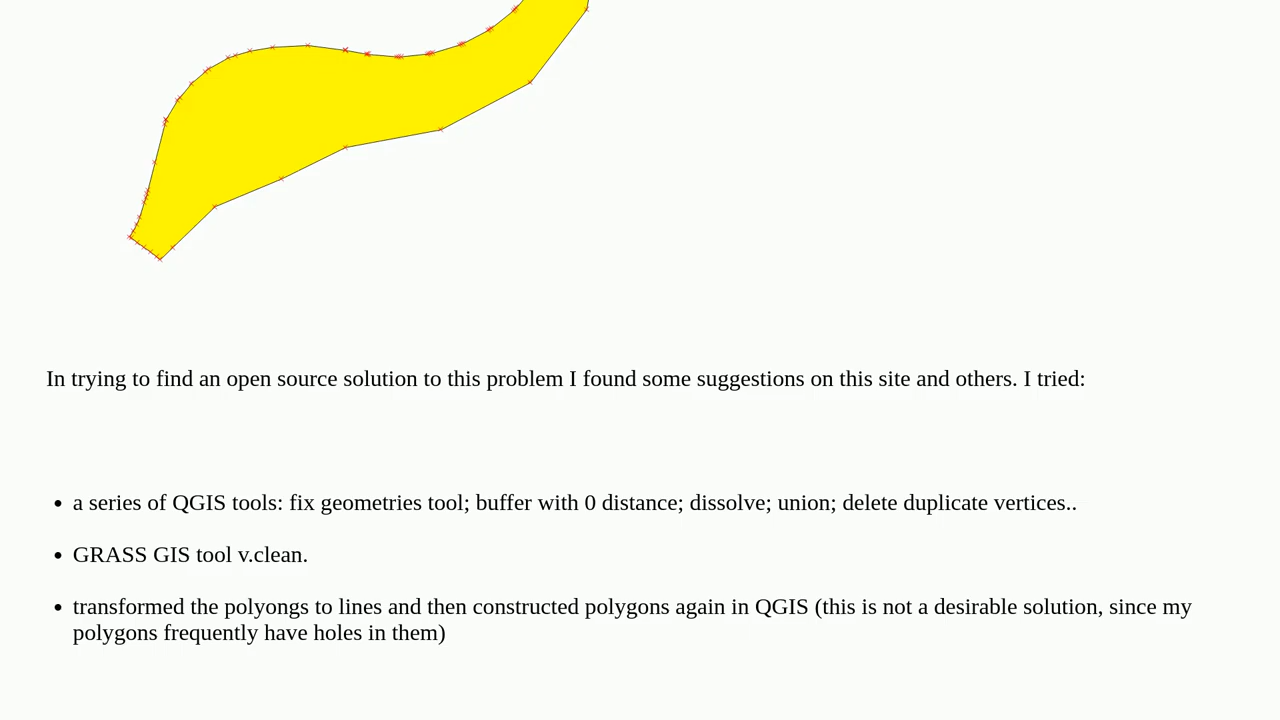 In trying to find an open source solution to this problem I found some suggestions on this site and others. I tried:
• a series of QGIS tools: fix geometries tool; buffer with 0 distance; dissolve; union; delete duplicate vertices..
• GRASS GIS tool v.clean.
• transformed the polyongs to lines and then constructed polygons again in QGIS (this is not a desirable solution, since my
polygons frequently have holes in them)